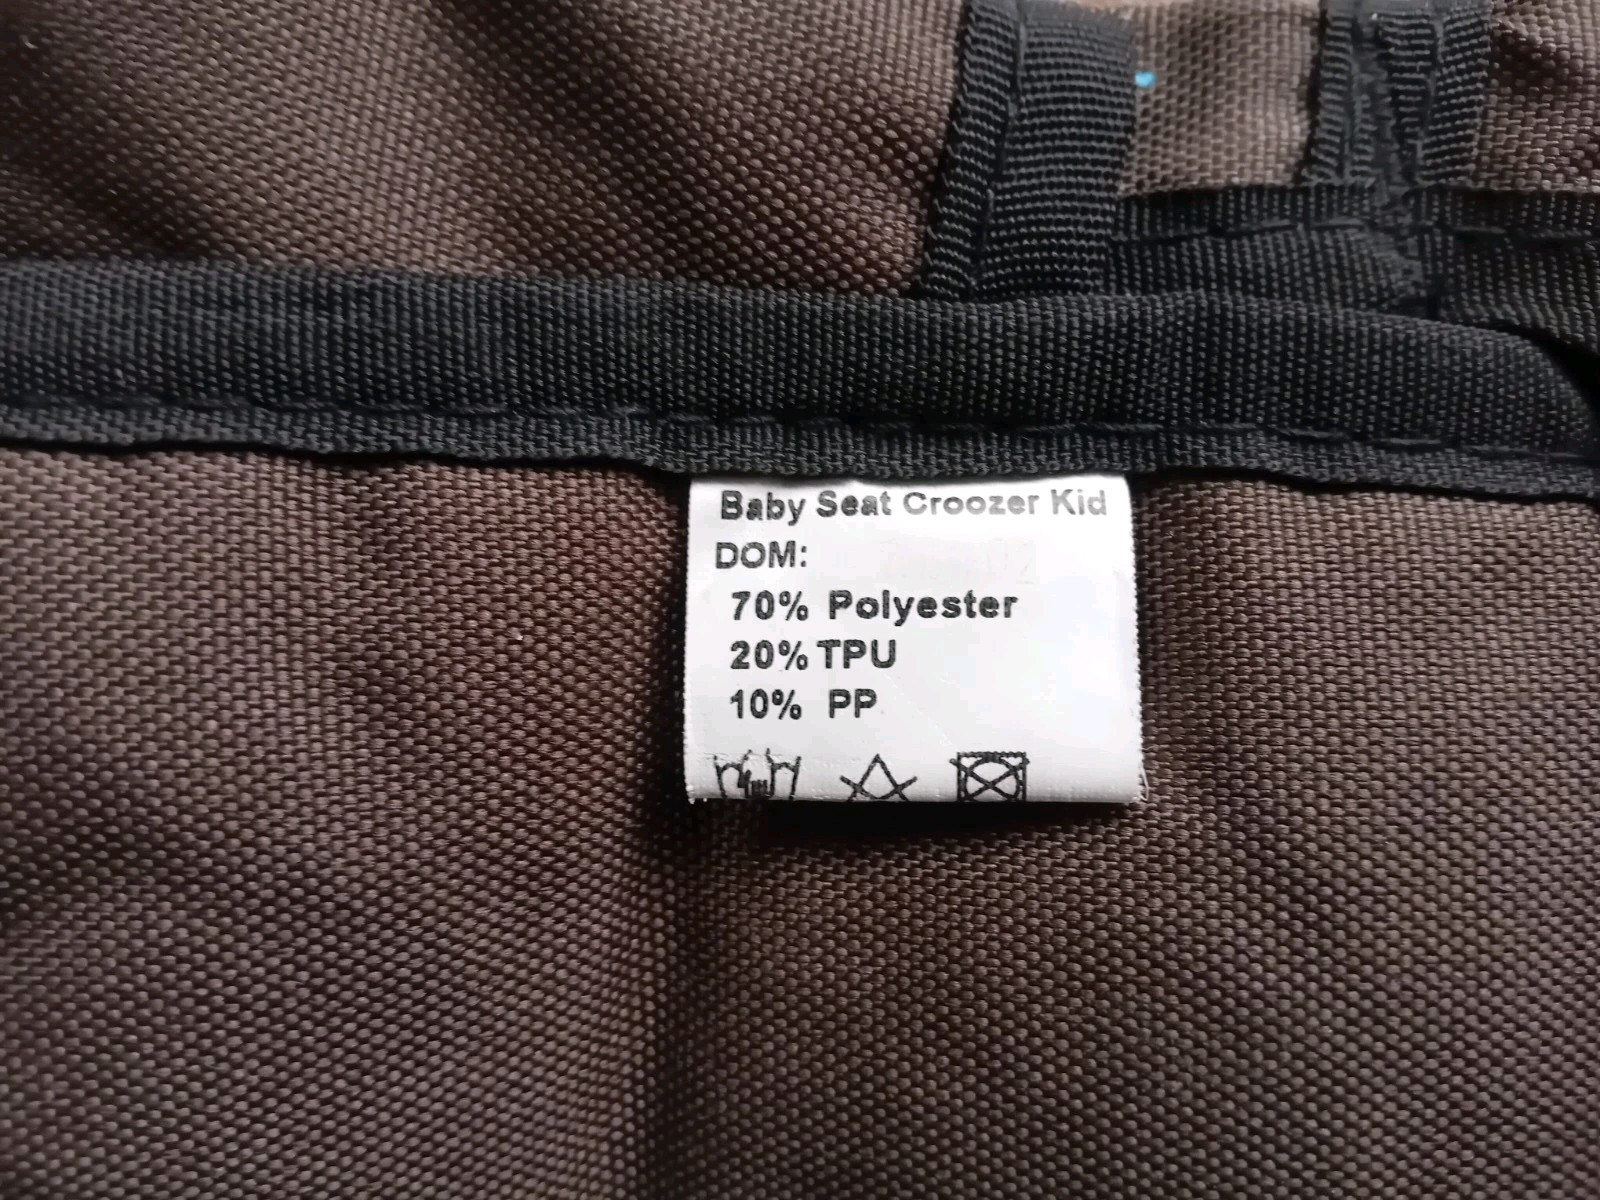 Baby Seat Croozer Kid
DOM:
70% Polyester
20% TPU
10% PP